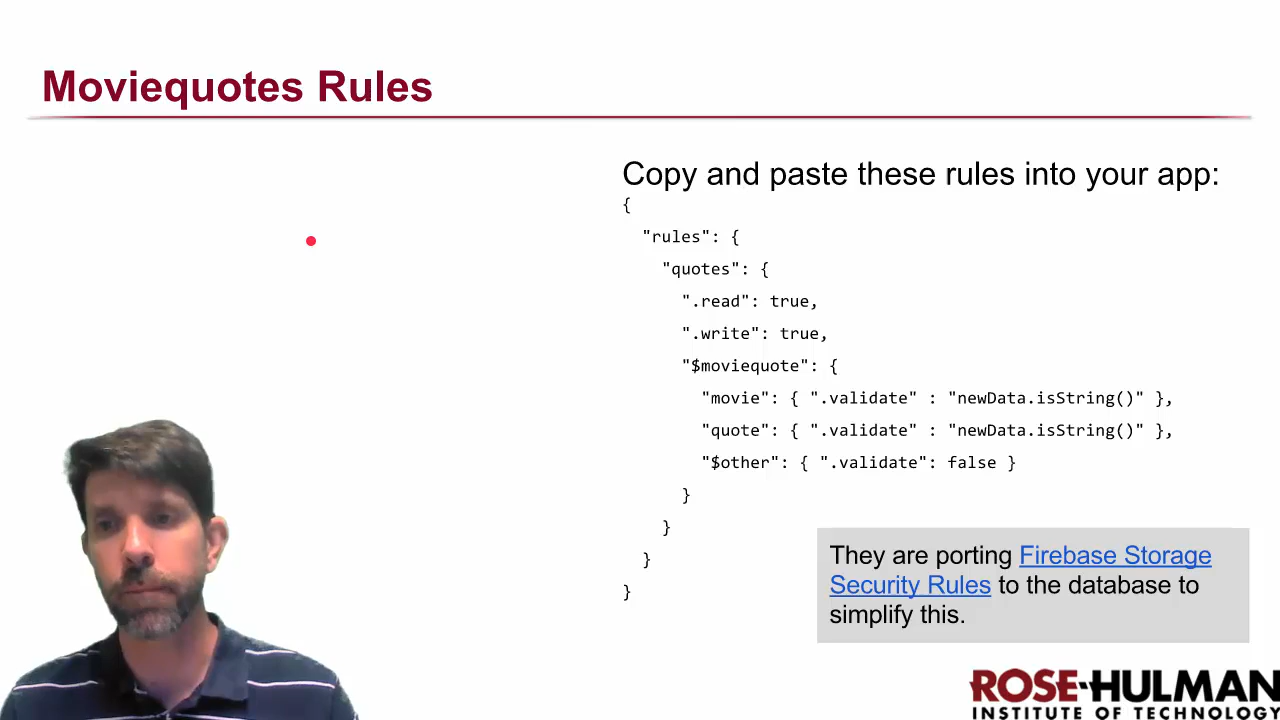 Moviequotes Rules
Copy and paste these rules into your app:
{
"rules": {
"quotes": {
".read": true,
".write": true,
"$moviequote": {
"movie": { ".validate" : "newData.isString()" },
"quote": { ".validate" : "newData.isString()" },
"$other": { ".validate": false }
}
}
}
}
They are porting Firebase Storage
Security Rules to the database to
simplify this.
ROSE-HULMAN
INSTITUTE OF TECHNOLOGY